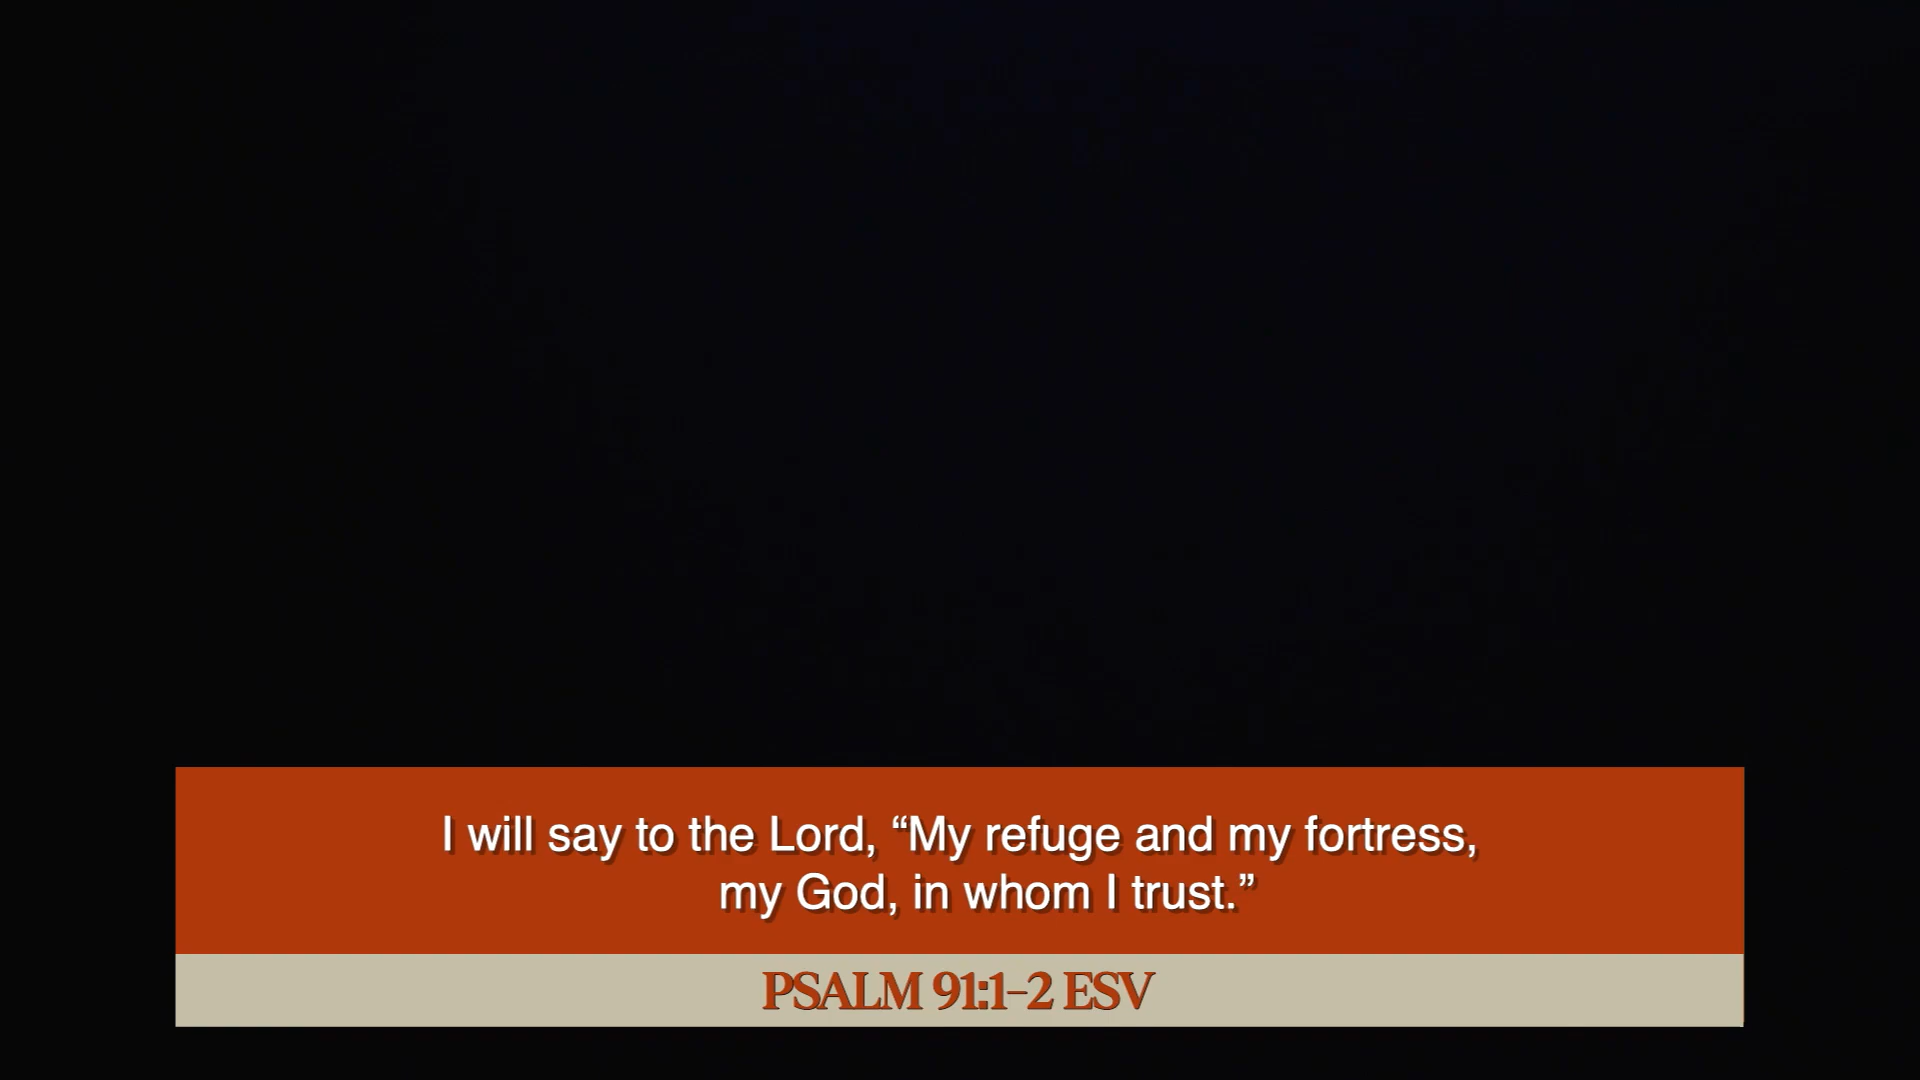 I will say to the Lord, “My refuge and my fortress,
my God, in whom I trust.”
PSALM 91:1–2 ESV